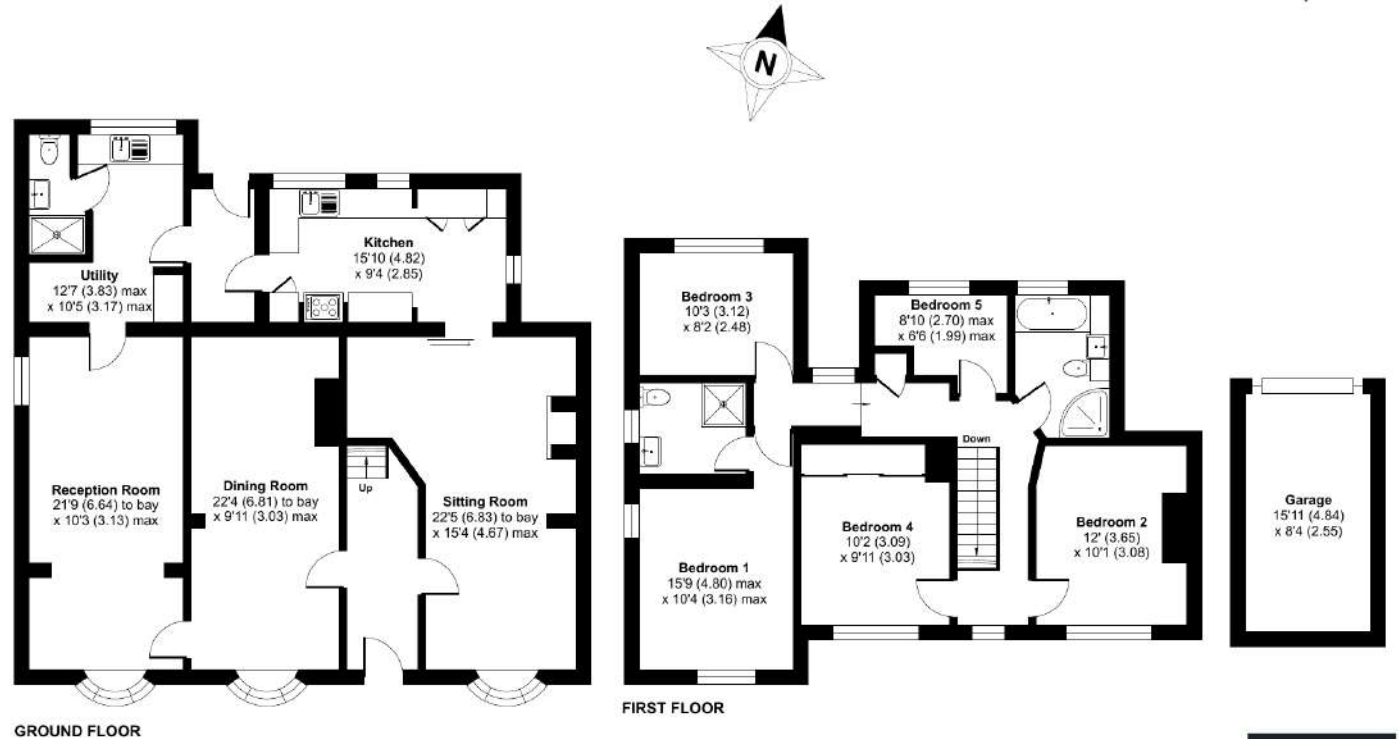 N
Kitchen
15'10 (4.82)
x 9'4 (2.85)
Utility
12'7 (3.83) max
x 10'5 (3.17) max
Reception Room
21'9 (6.64) to bay
x 10'3 (3.13) max
Dining Room
22'4 (6.81) to bay
x 9'11 (3.03) max
Up
Sitting Room
22'5 (6.83) to bay
x 15'4 (4.67) max
GROUND FLOOR
Bedroom 3
10'3 (3.12)
x 8'2 (2.48)
Bedroom 5
8'10 (2.70) max
x 6'6 (1.99) max
Down
Bedroom 4
10'2 (3.09)
x 9'11 (3.03)
Bedroom 2
12' (3.65)
x 10'1 (3.08)
Bedroom 1
15'9 (4.80) max
x 10'4 (3.16) max
FIRST FLOOR
Garage
15'11 (4.84)
x 8'4 (2.55)